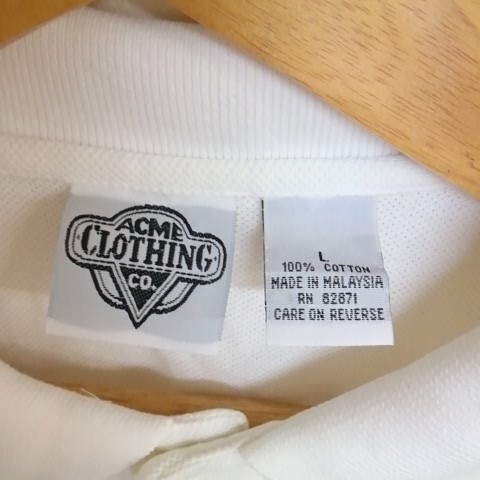 ACME
CLOTHING
CO.
L
100% COTTON
MADE IN MALAYSIA
RN 82871
CARE ON REVERSE